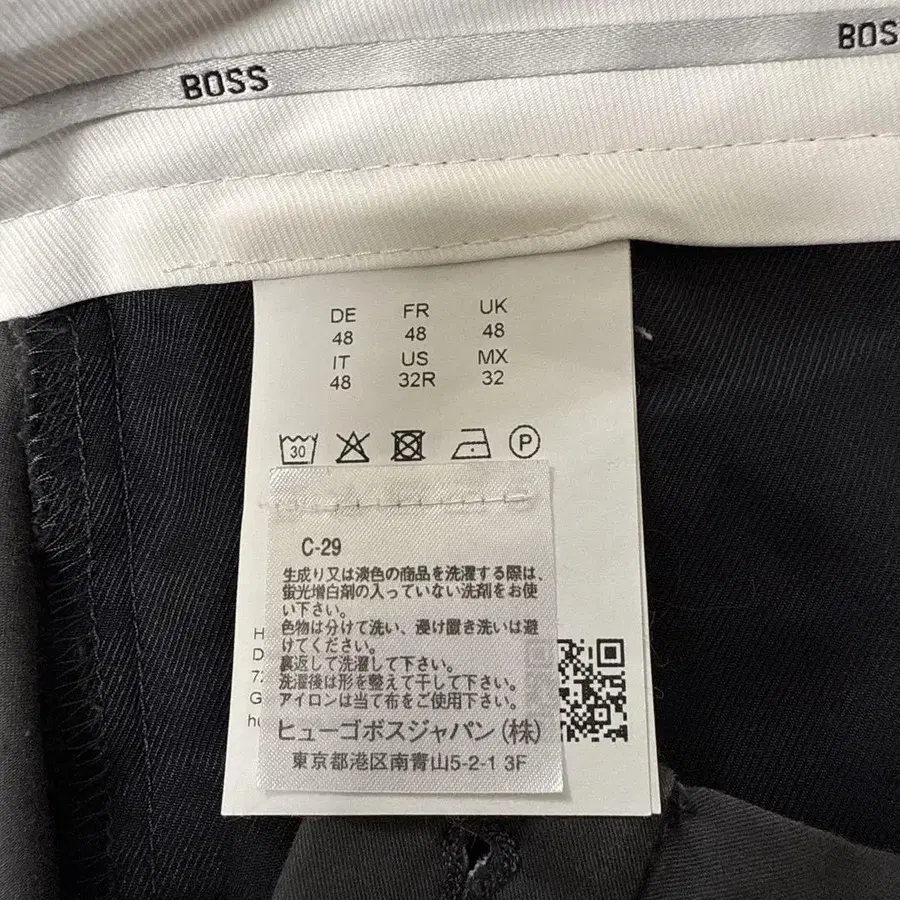 BOSS
BOS
DE FR UK
48 48 48
IT US MX
48 32R 32
30
P
C-29
生成り又は淡色の商品を洗濯する際は、
蛍光増白剤の入っていない洗剤をお使
い下さい。
色物は分けて洗い、浸け置き洗いは避
けてください。
裏返して洗濯して下さい。
洗濯後は形を整えて干して下さい。
アイロンは当て布をご使用下さい。
ヒューゴボスジャパン(株)
東京都港区南青山5-2-1 3F
H
D
7
G